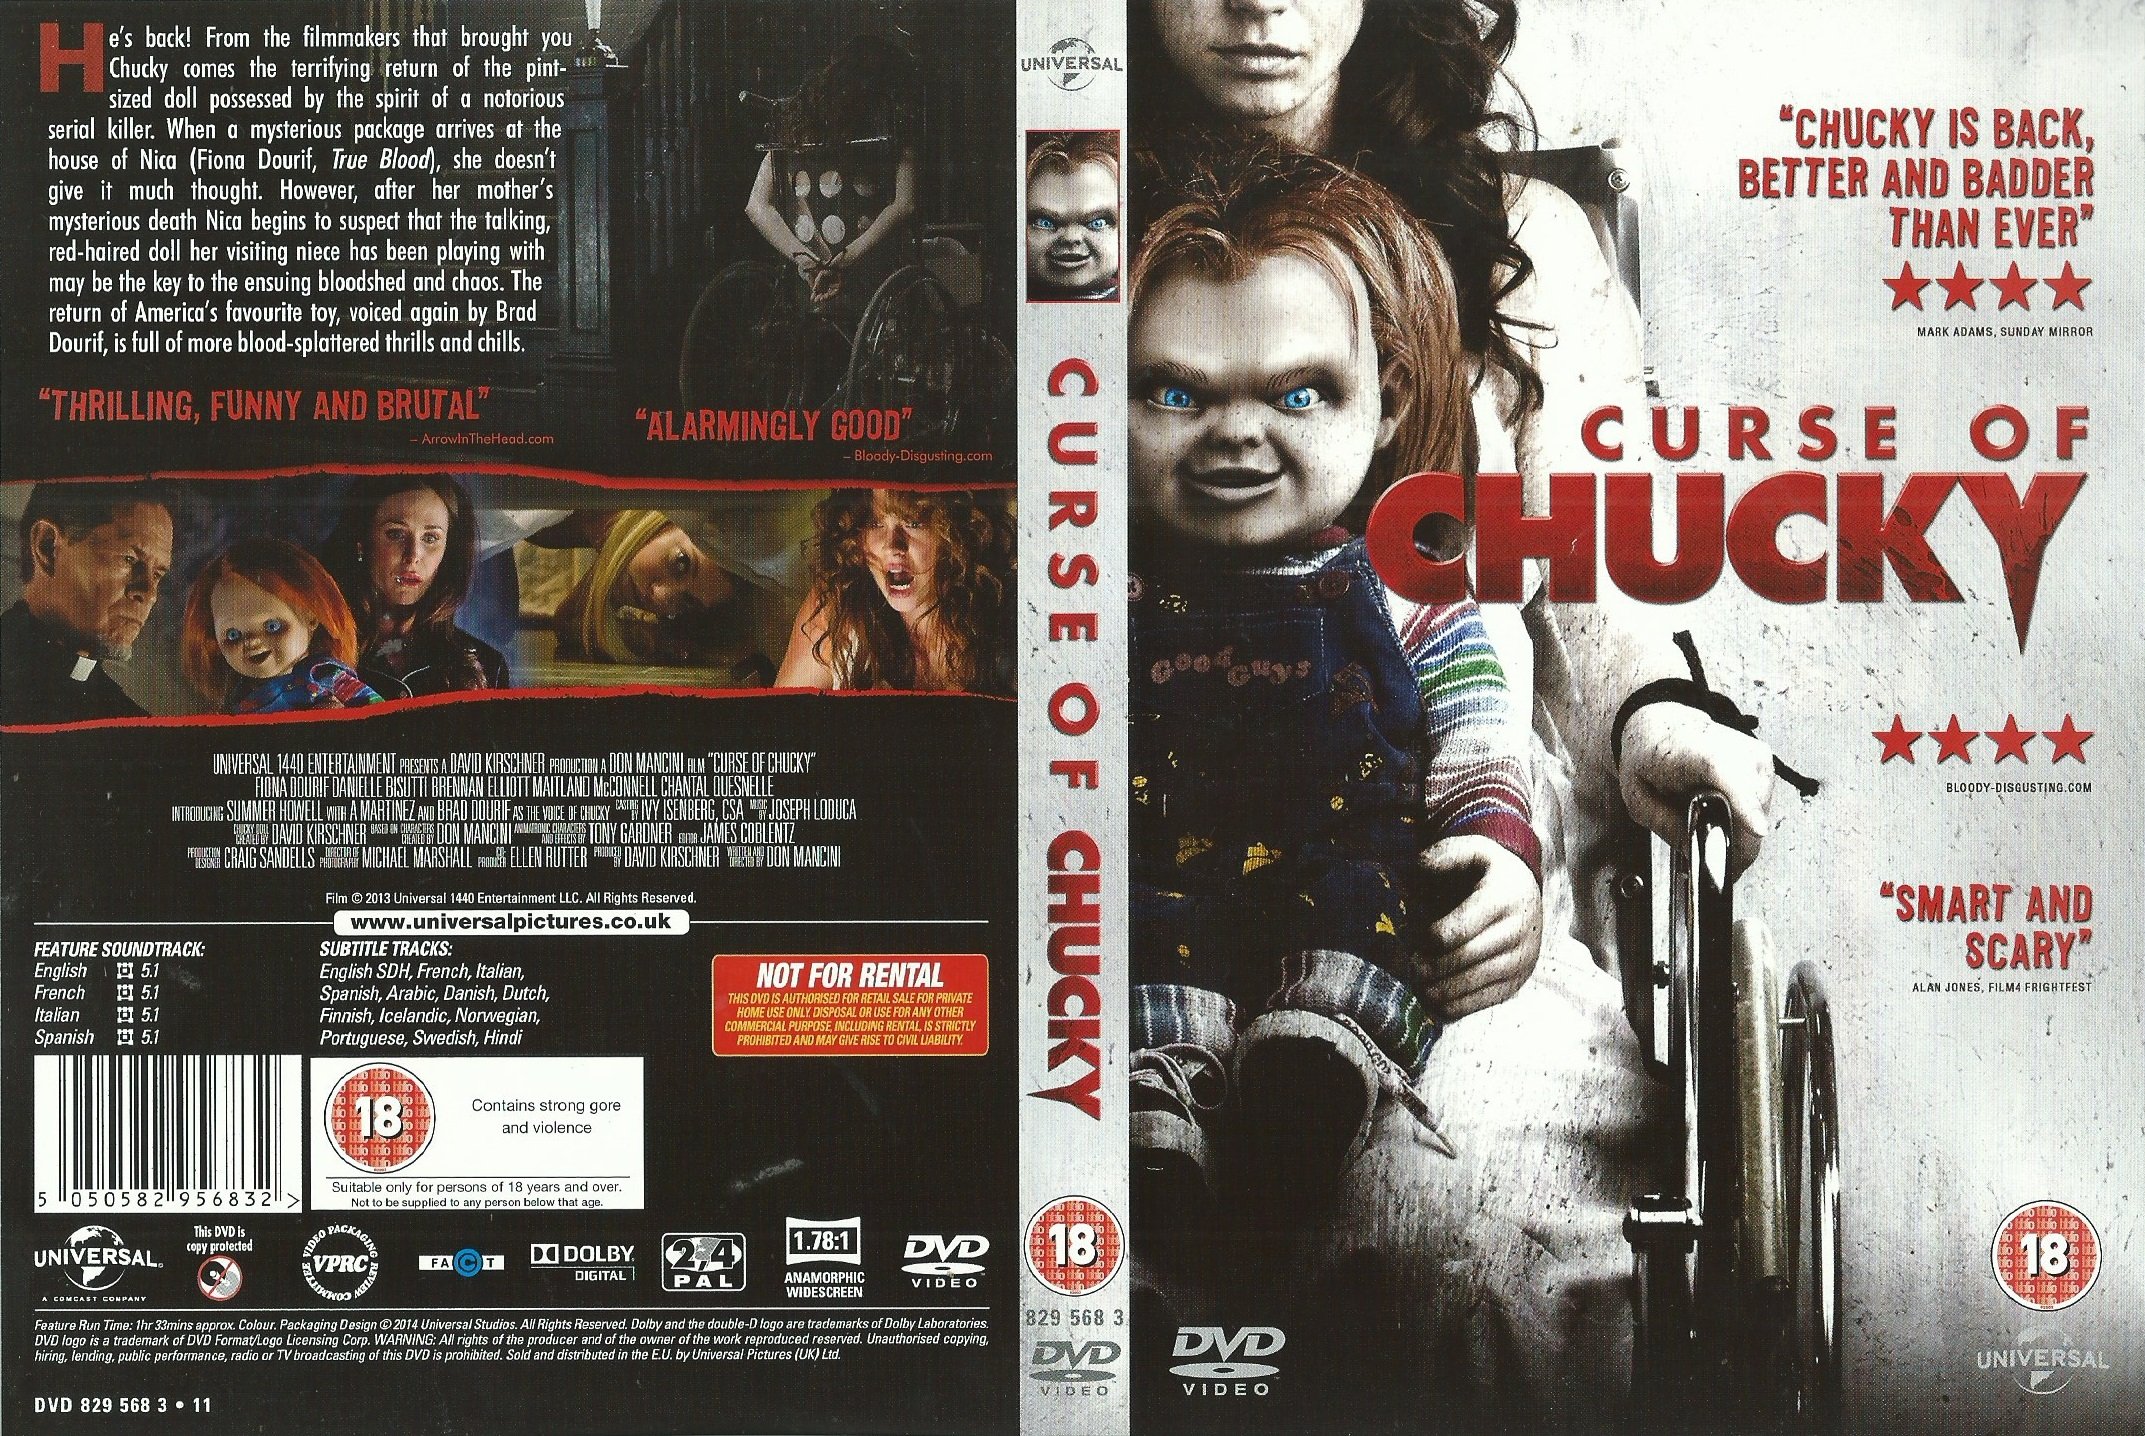 He's back! From the filmmakers that brought you
Chucky comes the terrifying return of the pint-
sized doll possessed by the spirit of a notorious
serial killer. When a mysterious package arrives at the
house of Nica (Fiona Dourif, True Blood), she doesn't
give it much thought. However, after her mother's
mysterious death Nica begins to suspect that the talking,
red-haired doll her visiting niece has been playing with
may be the key to the ensuing bloodshed and chaos. The
return of America's favourite toy, voiced again by Brad
Dourif, is full of more blood-splattered thrills and chills.
"THRILLING, FUNNY AND BRUTAL"
– ArrowInTheHead.com
"ALARMINGLY GOOD"
– Bloody-Disgusting.com
UNIVERSAL 1440 ENTERTAINMENT PRESENTS A DAVID KIRSCHNER PRODUCTION A DON MANCINI FILM "CURSE OF CHUCKY"
FIONA DOURIF DANIELLE BISUTTI BRENNAN ELLIOTT MAITLAND McCONNELL CHANTAL QUESNELLE
INTRODUCING SUMMER HOWELL WITH A MARTINEZ AND BRAD DOURIF AS THE VOICE OF CHUCKY CASTING BY IVY ISENBERG, CSA MUSIC BY JOSEPH LODUCA
CHUCKY DOLL CREATED BY DAVID KIRSCHNER BASED ON CHARACTERS CREATED BY DON MANCINI ANIMATRONIC CHARACTERS AND EFFECTS BY TONY GARDNER EDITOR JAMES COBLENTZ
PRODUCTION DESIGNER CRAIG SANDELLS DIRECTOR OF PHOTOGRAPHY MICHAEL MARSHALL CO-PRODUCER ELLEN RUTTER PRODUCED BY DAVID KIRSCHNER WRITTEN AND DIRECTED BY DON MANCINI
Film © 2013 Universal 1440 Entertainment LLC. All Rights Reserved.
www.universalpictures.co.uk
FEATURE SOUNDTRACK:
English 5.1
French 5.1
Italian 5.1
Spanish 5.1
SUBTITLE TRACKS:
English SDH, French, Italian,
Spanish, Arabic, Danish, Dutch,
Finnish, Icelandic, Norwegian,
Portuguese, Swedish, Hindi
NOT FOR RENTAL
THIS DVD IS AUTHORISED FOR RETAIL SALE FOR PRIVATE
HOME USE ONLY. DISPOSAL OR USE FOR ANY OTHER
COMMERCIAL PURPOSE, INCLUDING RENTAL, IS STRICTLY
PROHIBITED AND MAY GIVE RISE TO CIVIL LIABILITY.
5 050582 956832 >
18
Contains strong gore
and violence
Suitable only for persons of 18 years and over.
Not to be supplied to any person below that age.
UNIVERSAL
A COMCAST COMPANY
This DVD is
copy protected
VIDEO PACKAGING REVIEW COMMITTEE
VPRC
FACT
DOLBY
DIGITAL
2,4
PAL
1.78:1
ANAMORPHIC
WIDESCREEN
DVD
VIDEO
Feature Run Time: 1hr 33mins approx. Colour. Packaging Design © 2014 Universal Studios. All Rights Reserved. Dolby and the double-D logo are trademarks of Dolby Laboratories.
DVD logo is a trademark of DVD Format/Logo Licensing Corp. WARNING: All rights of the producer and of the owner of the work reproduced reserved. Unauthorised copying,
hiring, lending, public performance, radio or TV broadcasting of this DVD is prohibited. Sold and distributed in the E.U. by Universal Pictures (UK) Ltd.
DVD 829 568 3 • 11
UNIVERSAL
CURSE OF CHUCKY
18
829 568 3
DVD
VIDEO
"CHUCKY IS BACK,
BETTER AND BADDER
THAN EVER"
MARK ADAMS, SUNDAY MIRROR
CURSE OF
CHUCKY
GOOD GUYS
BLOODY-DISGUSTING.COM
"SMART AND
SCARY"
ALAN JONES, FILM4 FRIGHTFEST
18
DVD
VIDEO
UNIVERSAL